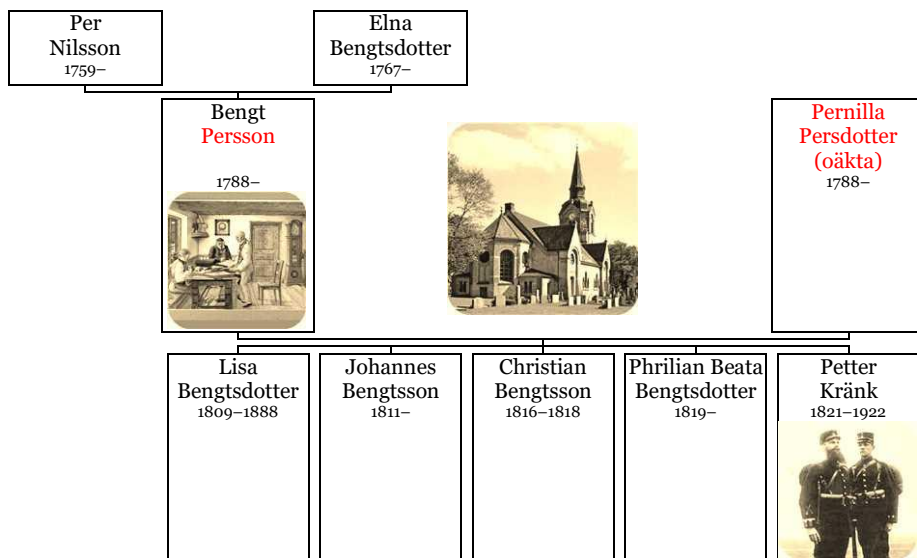 Per
Nilsson
1759–
Elna
Bengtsdotter
1767–
Bengt
Persson
1788–
Pernilla
Persdotter
(oäkta)
1788–
Lisa
Bengtsdotter
1809–1888
Johannes
Bengtsson
1811–
Christian
Bengtsson
1816–1818
Phrilian Beata
Bengtsdotter
1819–
Petter
Kränk
1821–1922